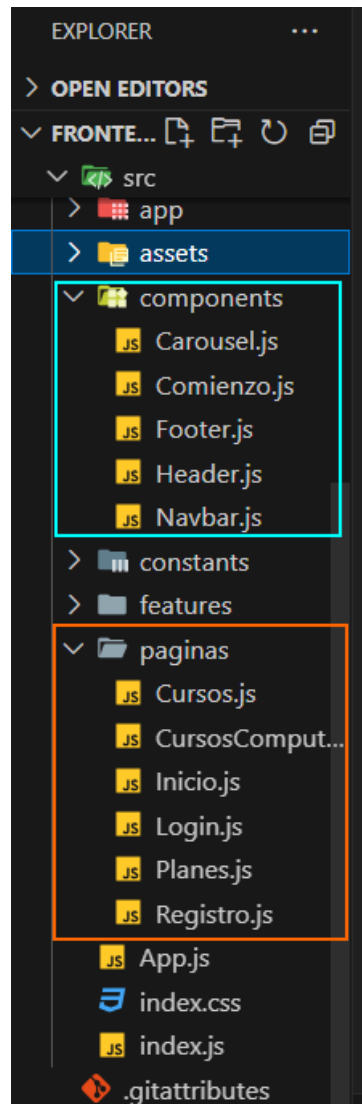 EXPLORER ...
OPEN EDITORS
FRONTE...
src
app
assets
components
JS Carousel.js
JS Comienzo.js
JS Footer.js
JS Header.js
JS Navbar.js
constants
features
paginas
JS Cursos.js
JS CursosComput...
JS Inicio.js
JS Login.js
JS Planes.js
JS Registro.js
JS App.js
index.css
JS index.js
.gitattributes